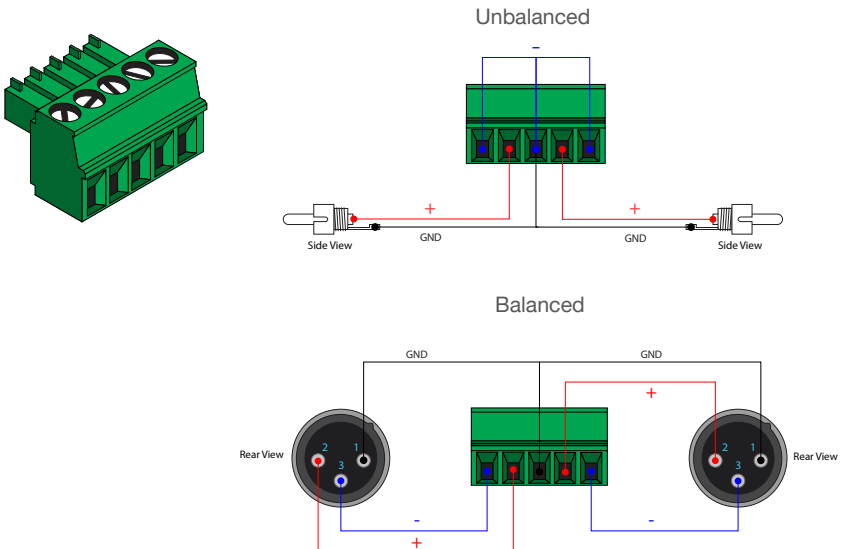 Unbalanced
-
+
+
GND
GND
Side View
Side View
Balanced
GND
GND
+
Rear View
2
1
3
2
1
3
Rear View
-
-
+